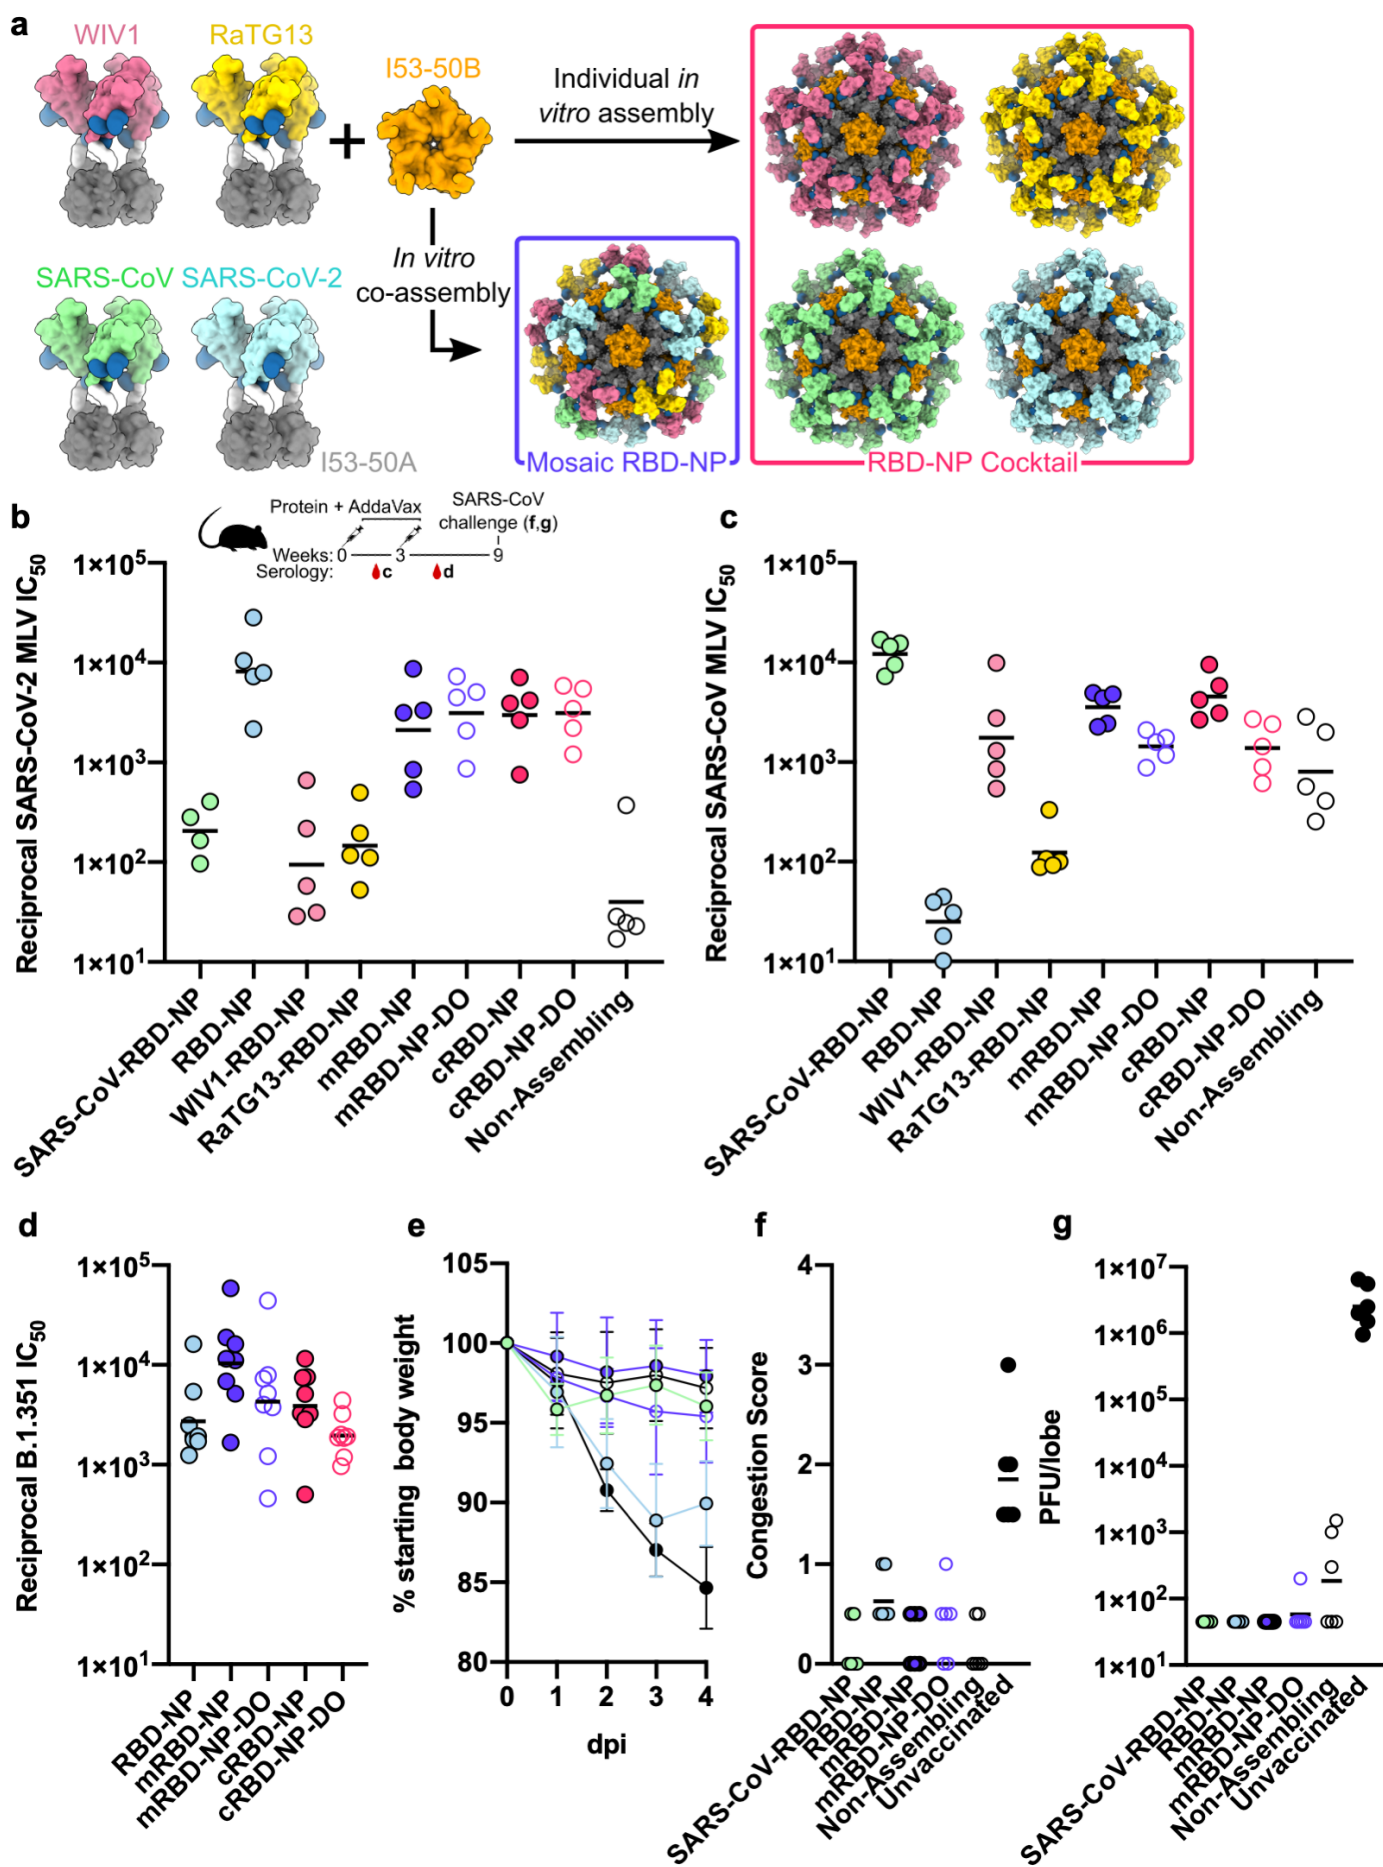 a
WIV1 RaTG13
I53-50B
Individual in
vitro assembly
+
In vitro
co-assembly
SARS-CoV SARS-CoV-2
I53-50A
Mosaic RBD-NP
RBD-NP Cocktail
b
Protein + AddaVax
SARS-CoV
challenge (f,g)
Weeks: 0 3 9
Serology: c d
Reciprocal SARS-CoV-2 MLV IC50
1×10^5
1×10^4
1×10^3
1×10^2
1×10^1
SARS-CoV-RBD-NP
RBD-NP
WIV1-RBD-NP
RaTG13-RBD-NP
mRBD-NP
mRBD-NP-DO
cRBD-NP
cRBD-NP-DO
Non-Assembling
c
Reciprocal SARS-CoV MLV IC50
1×10^5
1×10^4
1×10^3
1×10^2
1×10^1
SARS-CoV-RBD-NP
RBD-NP
WIV1-RBD-NP
RaTG13-RBD-NP
mRBD-NP
mRBD-NP-DO
cRBD-NP
cRBD-NP-DO
Non-Assembling
d
Reciprocal B.1.351 IC50
1×10^5
1×10^4
1×10^3
1×10^2
1×10^1
RBD-NP
mRBD-NP
mRBD-NP-DO
cRBD-NP
cRBD-NP-DO
e
% starting body weight
105
100
95
90
85
80
0 1 2 3 4
dpi
f
Congestion Score
4
3
2
1
0
SARS-CoV-RBD-NP
RBD-NP
mRBD-NP
mRBD-NP-DO
Non-Assembling
Unvaccinated
g
PFU/lobe
1×10^7
1×10^6
1×10^5
1×10^4
1×10^3
1×10^2
1×10^1
SARS-CoV-RBD-NP
RBD-NP
mRBD-NP
mRBD-NP-DO
Non-Assembling
Unvaccinated